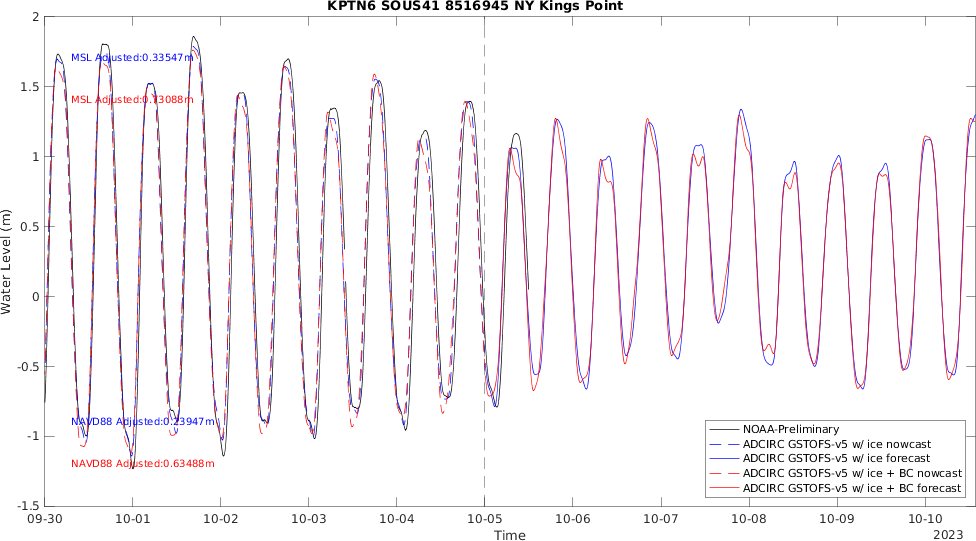 KPTN6 SOUS41 8516945 NY Kings Point
2
1.5
1
0.5
0
-0.5
-1
-1.5
Water Level (m)
MSL Adjusted:0.33547m
MSL Adjusted:0.73088m
NAVD88 Adjusted:0.23947m
NAVD88 Adjusted:0.63488m
NOAA-Preliminary
ADCIRC GSTOFS-v5 w/ ice nowcast
ADCIRC GSTOFS-v5 w/ ice forecast
ADCIRC GSTOFS-v5 w/ ice + BC nowcast
ADCIRC GSTOFS-v5 w/ ice + BC forecast
09-30 10-01 10-02 10-03 10-04 10-05 10-06 10-07 10-08 10-09 10-10
Time
2023